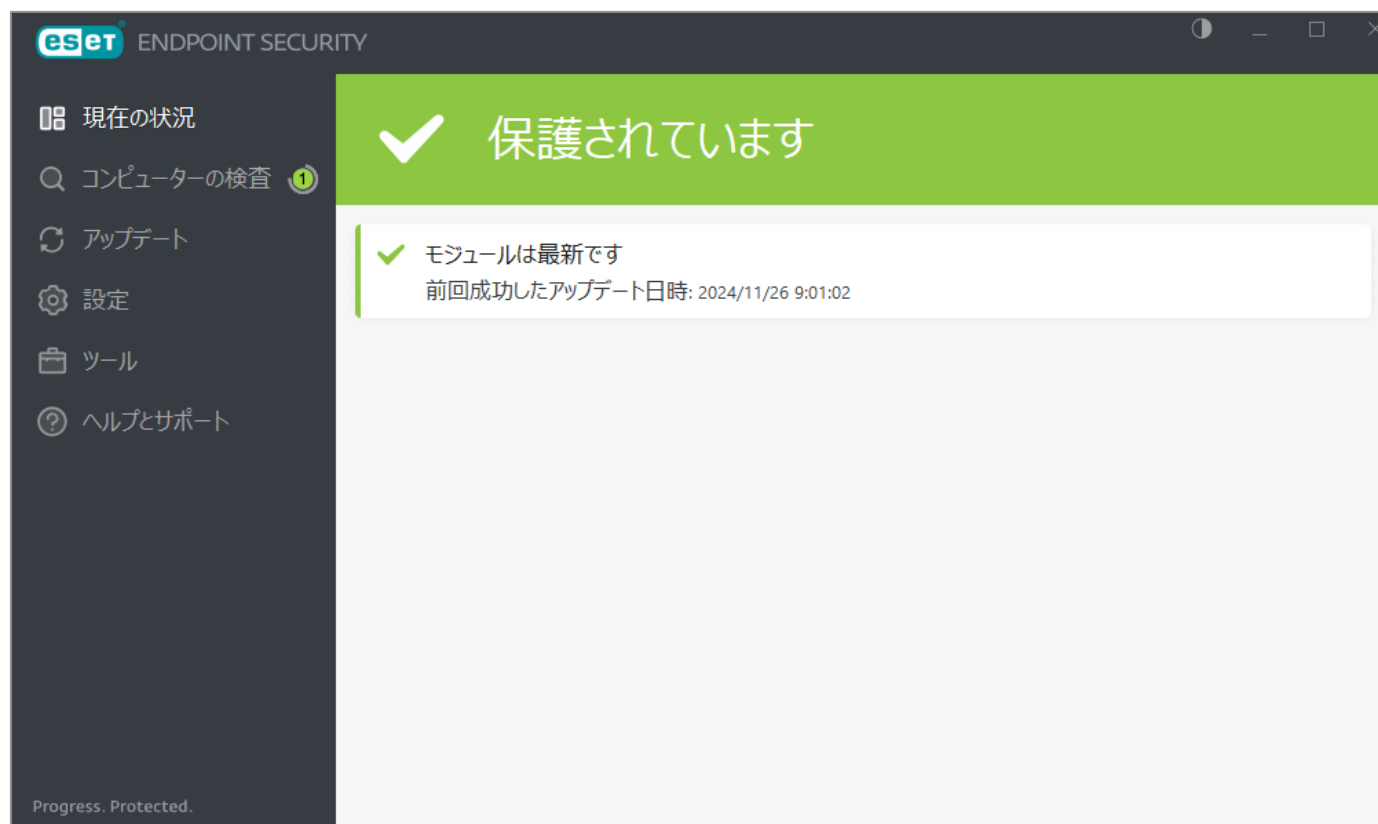 eset ENDPOINT SECURITY
現在の状況
コンピューターの検査 1
アップデート
設定
ツール
ヘルプとサポート
Progress. Protected.
保護されています
モジュールは最新です
前回成功したアップデート日時: 2024/11/26 9:01:02